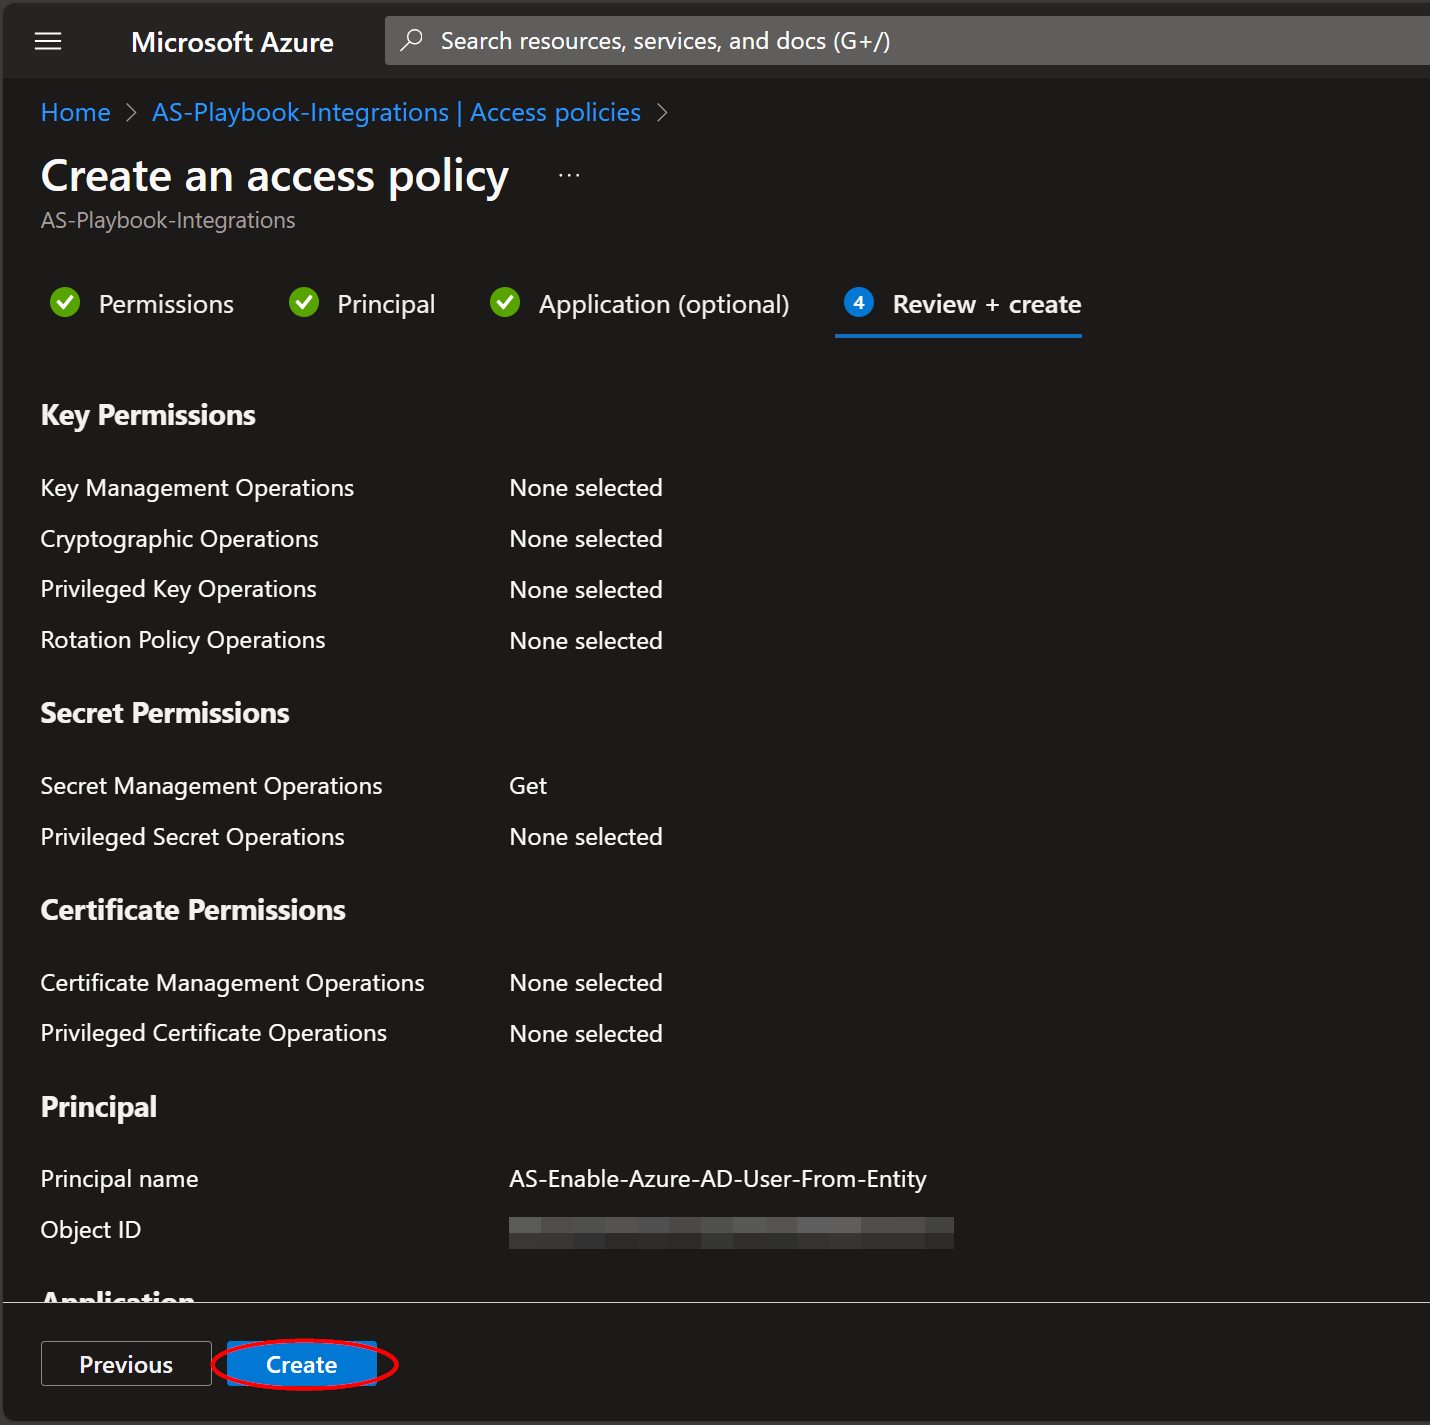 Microsoft Azure
Search resources, services, and docs (G+/)
Home > AS-Playbook-Integrations | Access policies >
Create an access policy ...
AS-Playbook-Integrations
Permissions Principal Application (optional) 4 Review + create
Key Permissions
Key Management Operations None selected
Cryptographic Operations None selected
Privileged Key Operations None selected
Rotation Policy Operations None selected
Secret Permissions
Secret Management Operations Get
Privileged Secret Operations None selected
Certificate Permissions
Certificate Management Operations None selected
Privileged Certificate Operations None selected
Principal
Principal name AS-Enable-Azure-AD-User-From-Entity
Object ID
Application
Previous Create